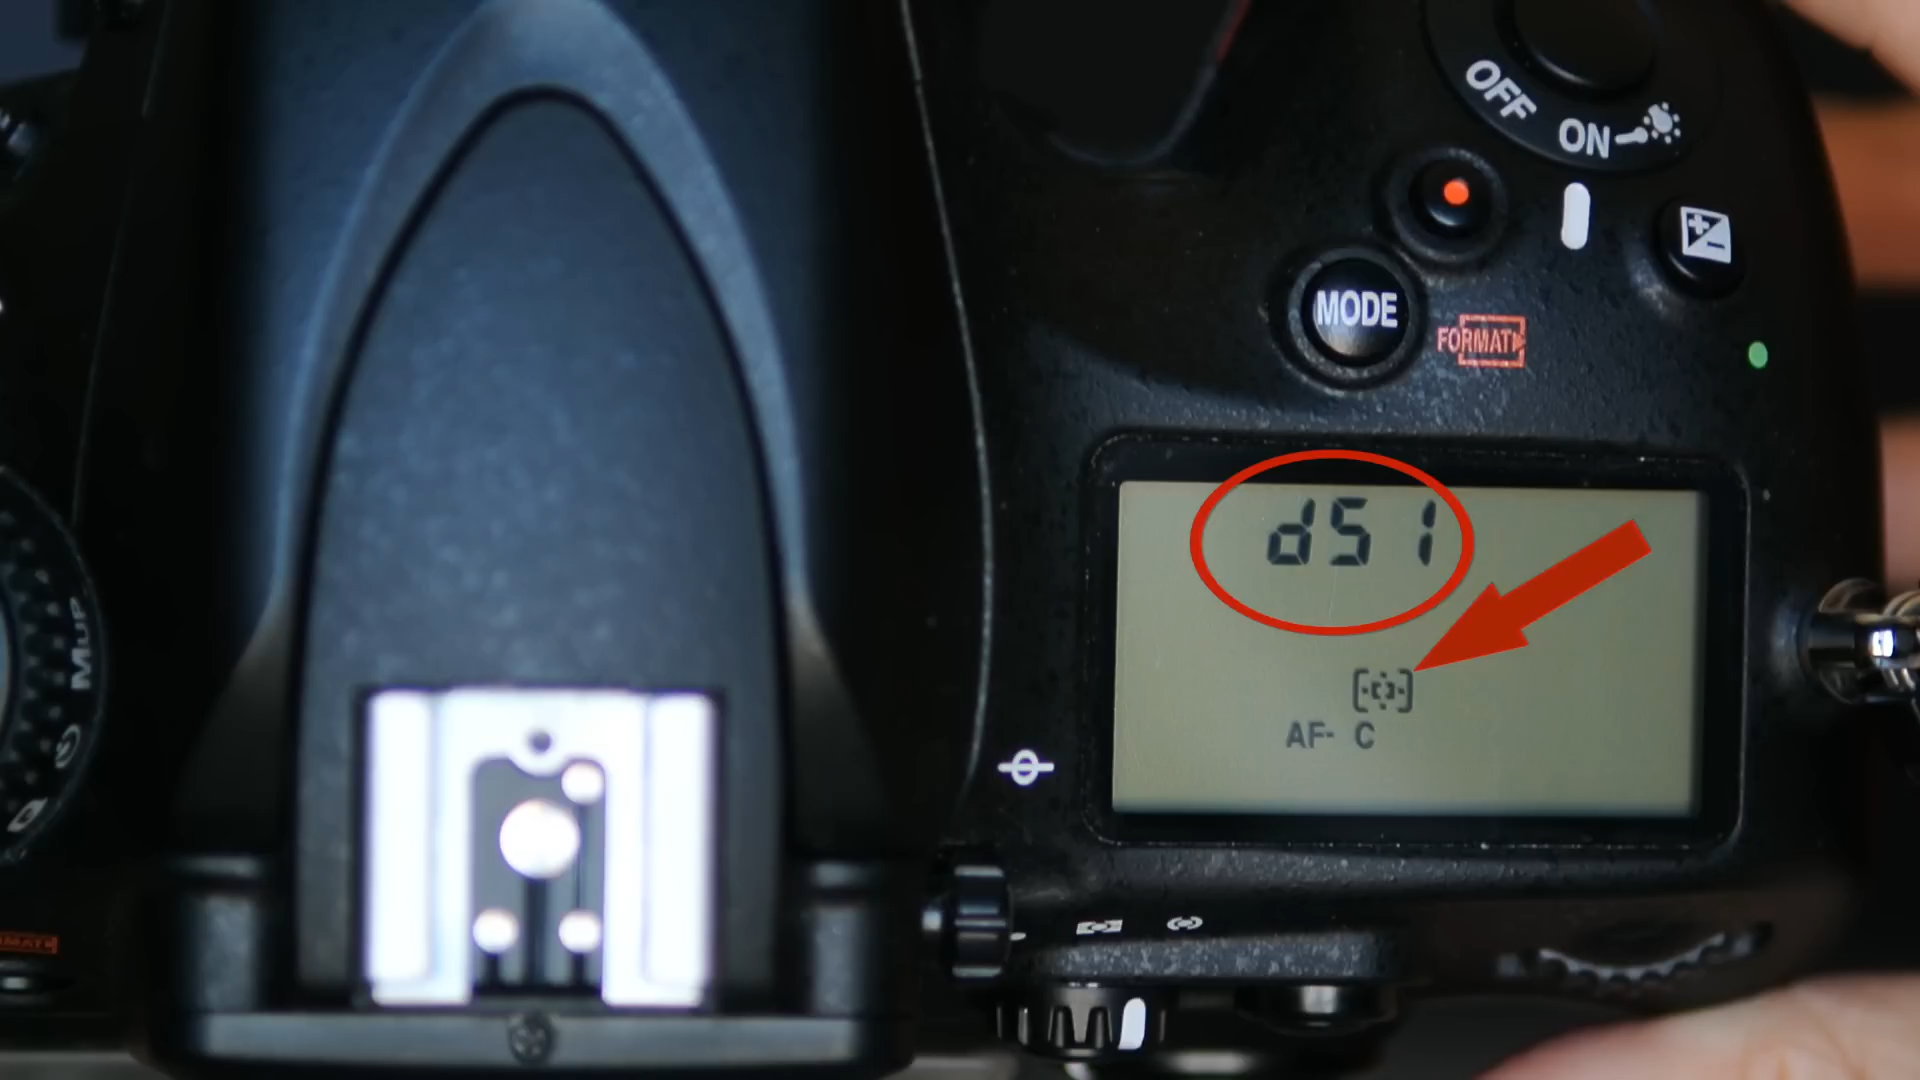 OFF
ON
MODE
FORMAT
d51
AF- C
MUP